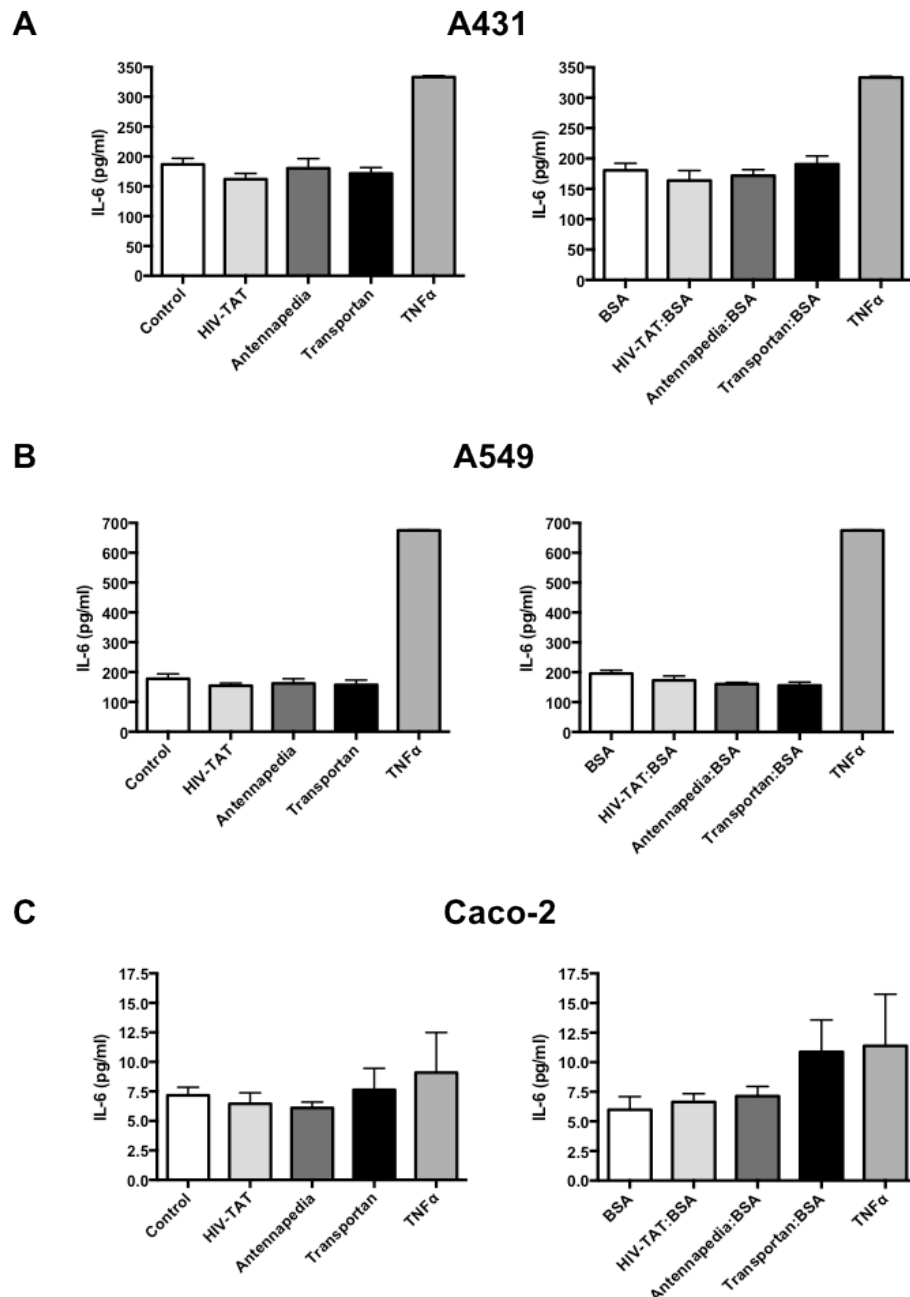 A
A431
IL-6 (pg/ml)
350
300
250
200
150
100
50
0
Control
HIV-TAT
Antennapedia
Transportan
TNFα
IL-6 (pg/ml)
350
300
250
200
150
100
50
0
BSA
HIV-TAT:BSA
Antennapedia:BSA
Transportan:BSA
TNFα
B
A549
IL-6 (pg/ml)
700
600
500
400
300
200
100
0
Control
HIV-TAT
Antennapedia
Transportan
TNFα
IL-6 (pg/ml)
700
600
500
400
300
200
100
0
BSA
HIV-TAT:BSA
Antennapedia:BSA
Transportan:BSA
TNFα
C
Caco-2
IL-6 (pg/ml)
17.5
15.0
12.5
10.0
7.5
5.0
2.5
0.0
Control
HIV-TAT
Antennapedia
Transportan
TNFα
IL-6 (pg/ml)
17.5
15.0
12.5
10.0
7.5
5.0
2.5
0.0
BSA
HIV-TAT:BSA
Antennapedia:BSA
Transportan:BSA
TNFα